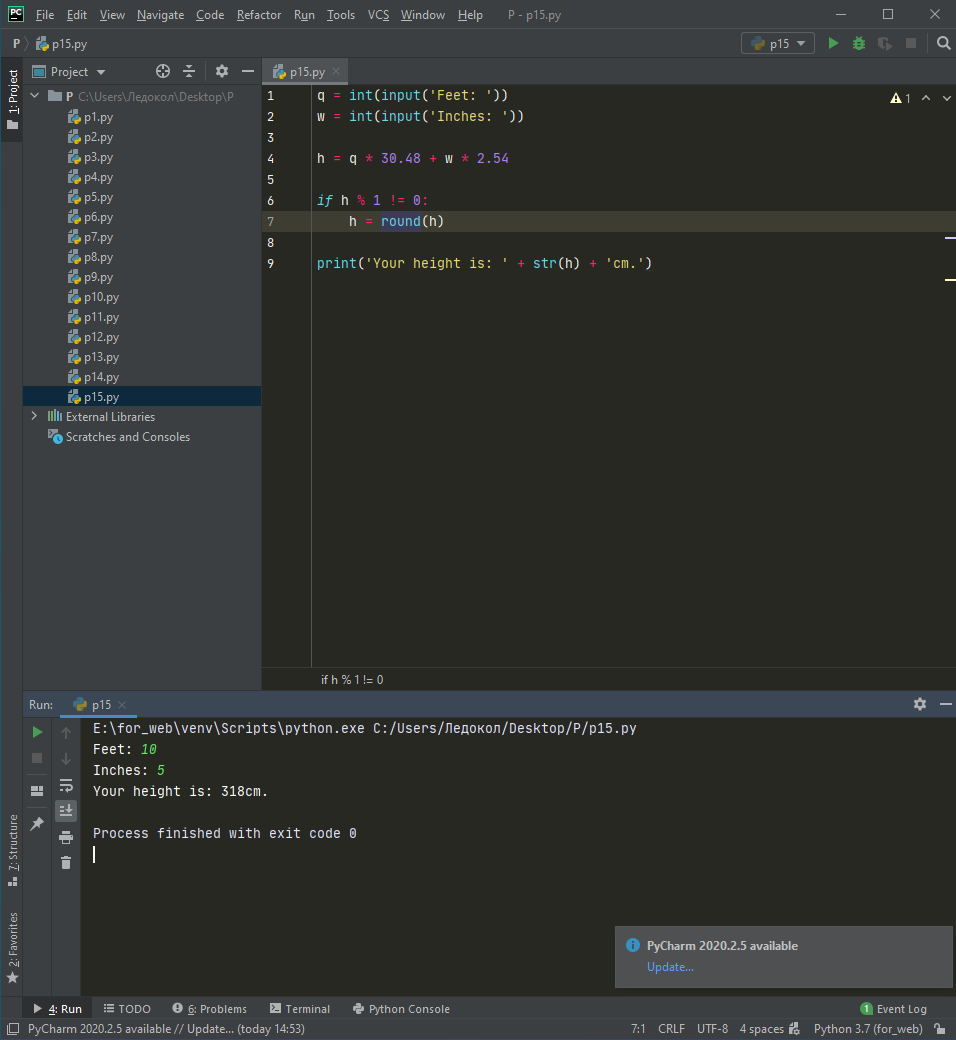 PC File Edit View Navigate Code Refactor Run Tools VCS Window Help P - p15.py
P p15.py p15
1: Project
Project
p15.py
P C:\Users\Ледокол\Desktop\P
p1.py
p2.py
p3.py
p4.py
p5.py
p6.py
p7.py
p8.py
p9.py
p10.py
p11.py
p12.py
p13.py
p14.py
p15.py
External Libraries
Scratches and Consoles
1 q = int(input('Feet: '))
2 w = int(input('Inches: '))
3
4 h = q * 30.48 + w * 2.54
5
6 if h % 1 != 0:
7 h = round(h)
8
9 print('Your height is: ' + str(h) + 'cm.')
1
if h % 1 != 0
Run: p15
E:\for_web\venv\Scripts\python.exe C:/Users/Ледокол/Desktop/P/p15.py
Feet: 10
Inches: 5
Your height is: 318cm.
Process finished with exit code 0
7: Structure
2: Favorites
PyCharm 2020.2.5 available
Update...
4: Run TODO 6: Problems Terminal Python Console 1 Event Log
PyCharm 2020.2.5 available // Update... (today 14:53) 7:1 CRLF UTF-8 4 spaces Python 3.7 (for_web)